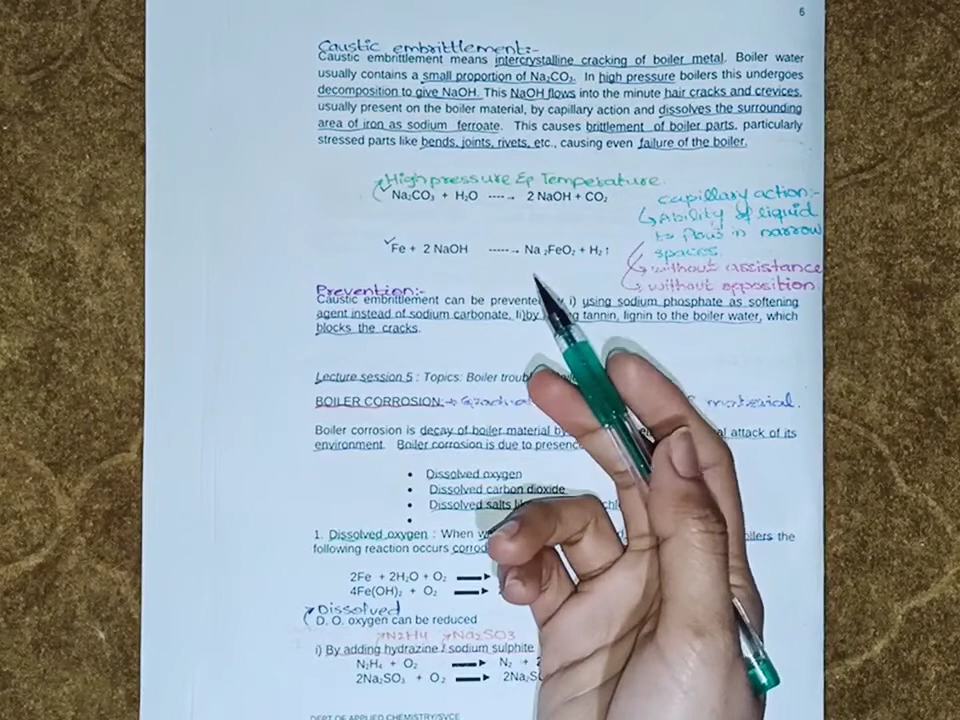 6
Caustic embrittlement:-
Caustic embrittlement means intercrystalline cracking of boiler metal. Boiler water
usually contains a small proportion of Na₂CO₃. In high pressure boilers this undergoes
decomposition to give NaOH. This NaOH flows into the minute hair cracks and crevices,
usually present on the boiler material, by capillary action and dissolves the surrounding
area of iron as sodium ferroate. This causes brittlement of boiler parts, particularly
stressed parts like bends, joints, rivets, etc., causing even failure of the boiler.
High pressure & Temperature
Na₂CO₃ + H₂O ----→ 2 NaOH + CO₂
capillary action:-
Ability of liquid
to flow in narrow
spaces.
without assistance
without opposition
Fe + 2 NaOH -----→ Na ₂FeO₂ + H₂↑
Prevention:-
Caustic embrittlement can be prevente i) using sodium phosphate as softening
agent instead of sodium carbonate, Ii)by tannin, lignin to the boiler water, which
blocks the cracks.
Lecture session 5 : Topics: Boiler
BOILER CORROSION:→ material.
Boiler corrosion is decay of boiler material by attack of its
environment. Boiler corrosion is due to presence
• Dissolved oxygen
• Dissolved carbon dioxide
• Dissolved salts
•
1. Dissolved oxygen : When the
following reaction occurs
2Fe + 2H₂O + O₂ →
4Fe(OH)₂ + O₂ →
Dissolved
D. O. oxygen can be reduced
N2H4 Na2SO3
i) By adding hydrazine / sodium sulphite
N₂H₄ + O₂ → N₂ +
2Na₂SO₃ + O₂ →
DEPT OF APPLIED CHEMISTRY/SVCE